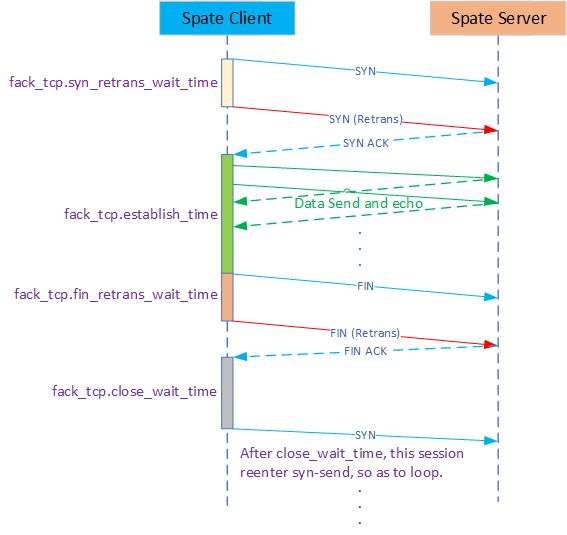 Spate Client
Spate Server
SYN
fack_tcp.syn_retrans_wait_time
SYN (Retrans)
SYN ACK
Data Send and echo
fack_tcp.establish_time
FIN
fack_tcp.fin_retrans_wait_time
FIN (Retrans)
FIN ACK
fack_tcp.close_wait_time
SYN
After close_wait_time, this session
reenter syn-send, so as to loop.